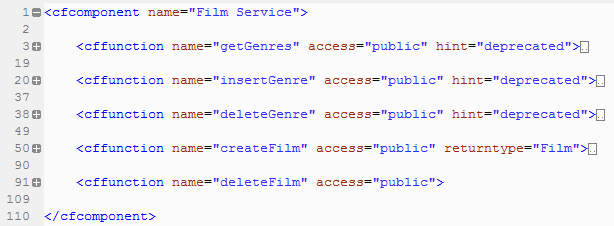 1 <cfcomponent name="Film Service">
2
3 <cffunction name="getGenres" access="public" hint="deprecated">..
19
20 <cffunction name="insertGenre" access="public" hint="deprecated">..
37
38 <cffunction name="deleteGenre" access="public" hint="deprecated">..
49
50 <cffunction name="createFilm" access="public" returntype="Film">..
90
91 <cffunction name="deleteFilm" access="public">
109
110 </cfcomponent>